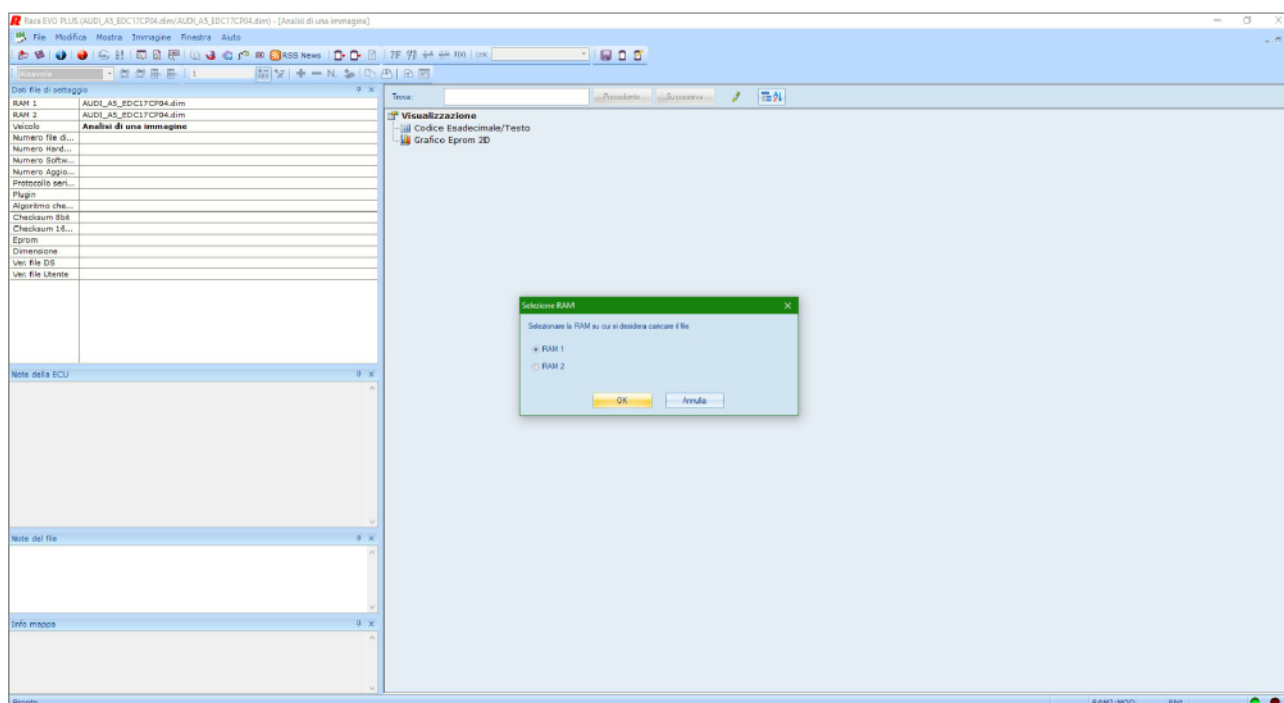 Race EVO PLUS (AUDI_A5_EDC17CP04.dim/AUDI_A5_EDC17CP04.dim) - [Analisi di una immagine]
File Modifica Mostra Immagine Finestra Aiuto
RSS News
1
Dati file di settaggio
RAM 1 AUDI_A5_EDC17CP04.dim
RAM 2 AUDI_A5_EDC17CP04.dim
Veicolo Analisi di una immagine
Numero file di...
Numero Hard...
Numero Softw...
Numero Aggio...
Protocollo seri...
Plugin
Algoritmo che...
Checksum 8bit
Checksum 16...
Eprom
Dimensione
Ver. file DS
Ver. file Utente
Note della ECU
Note del file
Info mappa
Pronto
Trova: Precedente Successiva
Visualizzazione
Codice Esadecimale/Testo
Grafico Eprom 2D
Selezione RAM
Selezionare la RAM su cui si desidera caricare il file
RAM 1
RAM 2
OK Annulla